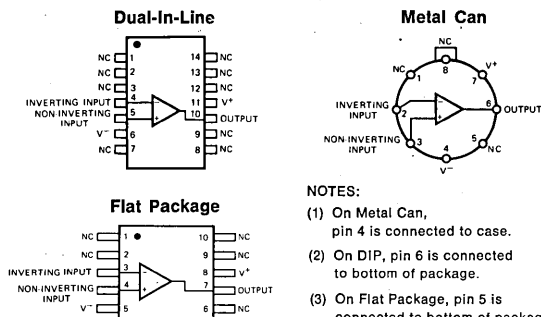 Dual-In-Line
NC 1 14 NC
NC 2 13 NC
NC 3 12 NC
INVERTING INPUT 4 11 V+
NON-INVERTING INPUT 5 10 OUTPUT
V− 6 9 NC
NC 7 8 NC
Metal Can
NC
8
NC 1
7 V+
INVERTING INPUT 2
6 OUTPUT
NON-INVERTING INPUT 3
5 NC
4
V−
Flat Package
NC 1 10 NC
NC 2 9 NC
INVERTING INPUT 3 8 V+
NON-INVERTING INPUT 4 7 OUTPUT
V− 5 6 NC
NOTES:
(1) On Metal Can,
pin 4 is connected to case.
(2) On DIP, pin 6 is connected
to bottom of package.
(3) On Flat Package, pin 5 is
connected to bottom of package